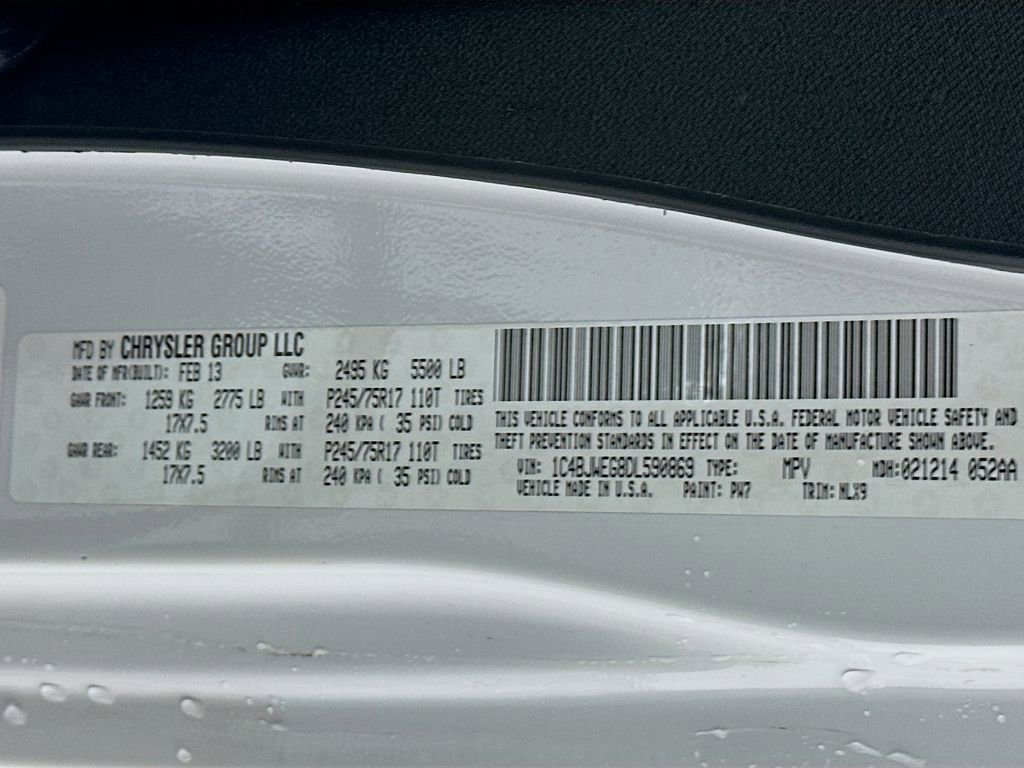 MFD BY CHRYSLER GROUP LLC
DATE OF MFR(BUILT): FEB 13 GVWR: 2495 KG 5500 LB
GAWR FRONT: 1259 KG 2775 LB WITH P245/75R17 110T TIRES
17X7.5 RIMS AT 240 KPA ( 35 PSI) COLD
GAWR REAR: 1452 KG 3200 LB WITH P245/75R17 110T TIRES
17X7.5 RIMS AT 240 KPA ( 35 PSI) COLD
THIS VEHICLE CONFORMS TO ALL APPLICABLE U.S.A. FEDERAL MOTOR VEHICLE SAFETY AND
THEFT PREVENTION STANDARDS IN EFFECT ON THE DATE OF MANUFACTURE SHOWN ABOVE.
VIN: 1C4BJWEG8DL590869 TYPE: MPV MDH:021214 052AA
VEHICLE MADE IN U.S.A. PAINT: PW7 TRIM: NLX9